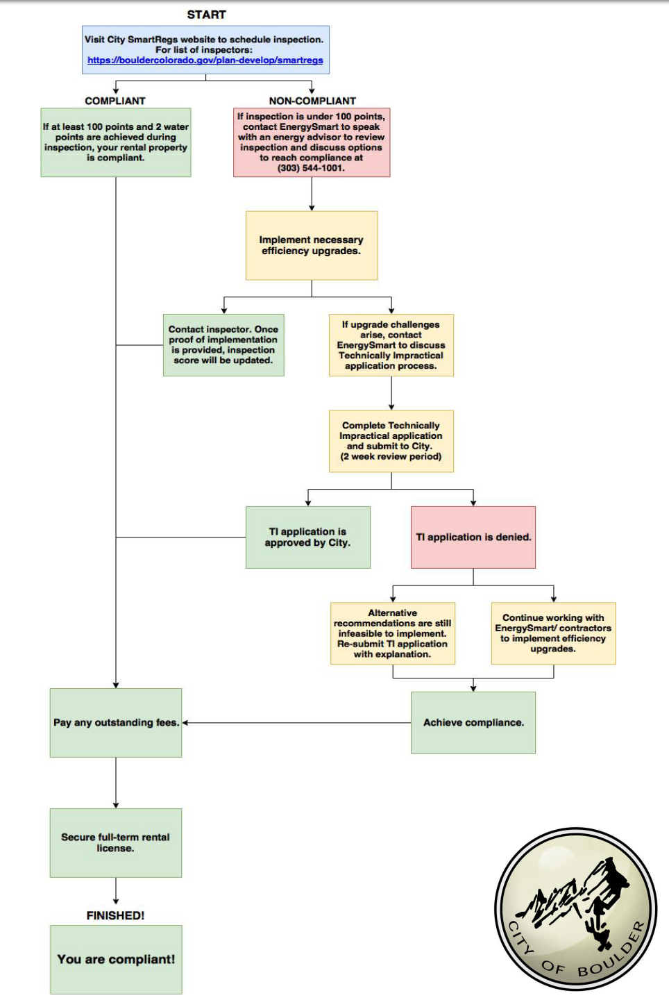 START
Visit City SmartRegs website to schedule inspection.
For list of inspectors:
https://bouldercolorado.gov/plan-develop/smartregs
COMPLIANT
If at least 100 points and 2 water
points are achieved during
inspection, your rental property
is compliant.
NON-COMPLIANT
If inspection is under 100 points,
contact EnergySmart to speak
with an energy advisor to review
inspection and discuss options
to reach compliance at
(303) 544-1001.
Implement necessary
efficiency upgrades.
Contact inspector. Once
proof of implementation
is provided, inspection
score will be updated.
If upgrade challenges
arise, contact
EnergySmart to discuss
Technically Impractical
application process.
Complete Technically
Impractical application
and submit to City.
(2 week review period)
TI application is
approved by City.
TI application is denied.
Alternative
recommendations are still
infeasible to implement.
Re-submit TI application
with explanation.
Continue working with
EnergySmart/ contractors
to implement efficiency
upgrades.
Pay any outstanding fees.
Achieve compliance.
Secure full-term rental
license.
FINISHED!
You are compliant!
CITY OF BOULDER